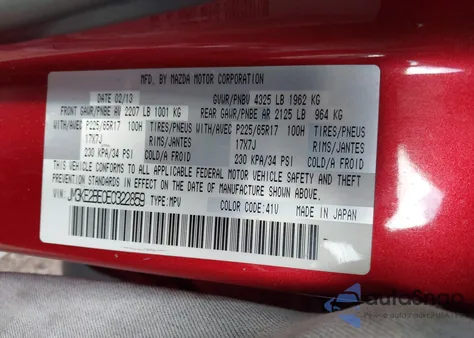 MFD. BY MAZDA MOTOR CORPORATION
DATE 02/13 GVWR/PNBV 4325 LB 1962 KG
FRONT GAWR/PNBE AV 2207 LB 1001 KG REAR GAWR/PNBE AR 2125 LB 964 KG
WITH/AVEC P225/65R17 100H TIRES/PNEUS WITH/AVEC P225/65R17 100H TIRES/PNEUS
17X7J RIMS/JANTES 17X7J RIMS/JANTES
230 KPA/34 PSI COLD/A FROID 230 KPA/34 PSI COLD/A FROID
THIS VEHICLE CONFORMS TO ALL APPLICABLE FEDERAL MOTOR VEHICLE SAFETY AND THEFT
PREVENTION STANDARDS IN EFFECT ON THE DATE OF MANUFACTURE SHOWN ABOVE.
VIN: JM3KE2BE0E0322859 TYPE:MPV COLOR CODE:41V MADE IN JAPAN
autoSngo